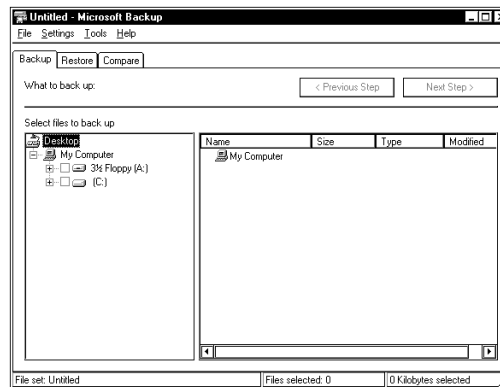 Untitled - Microsoft Backup
File Settings Tools Help
Backup Restore Compare
What to back up:
< Previous Step
Next Step >
Select files to back up
Desktop
My Computer
3½ Floppy (A:)
(C:)
Name Size Type Modified
My Computer
File set: Untitled
Files selected: 0
0 Kilobytes selected